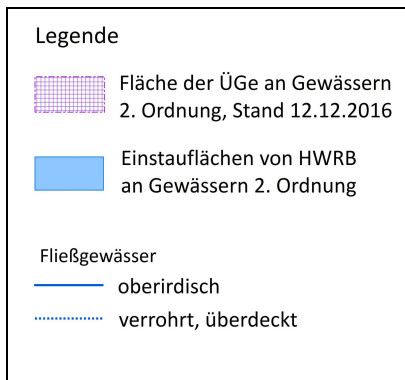 Legende
Fläche der ÜGe an Gewässern
2. Ordnung, Stand 12.12.2016
Einstauflächen von HWRB
an Gewässern 2. Ordnung
Fließgewässer
oberirdisch
verrohrt, überdeckt